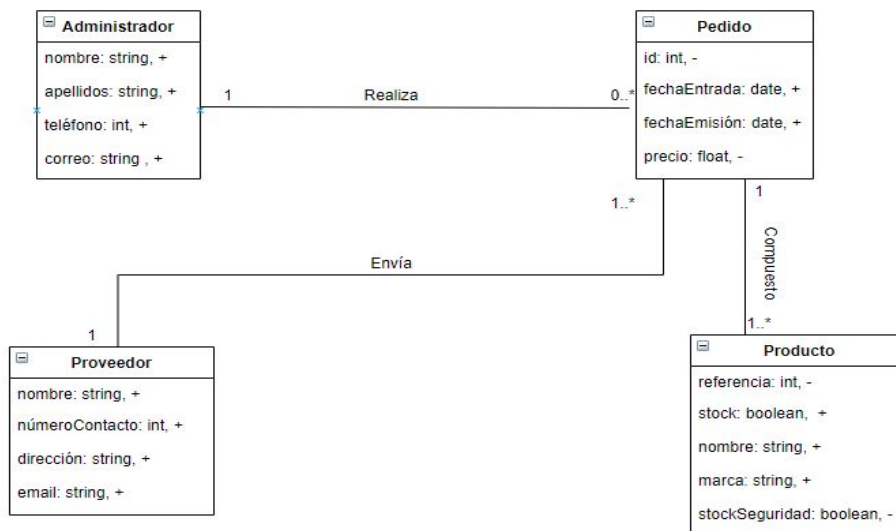 Administrador
nombre: string, +
apellidos: string, +
teléfono: int, +
correo: string , +
1
Realiza
0..*
Pedido
id: int, -
fechaEntrada: date, +
fechaEmisión: date, +
precio: float, -
1..*
1
Envía
Compuesto
1
1..*
Proveedor
nombre: string, +
númeroContacto: int, +
dirección: string, +
email: string, +
Producto
referencia: int, -
stock: boolean, +
nombre: string, +
marca: string, +
stockSeguridad: boolean, -